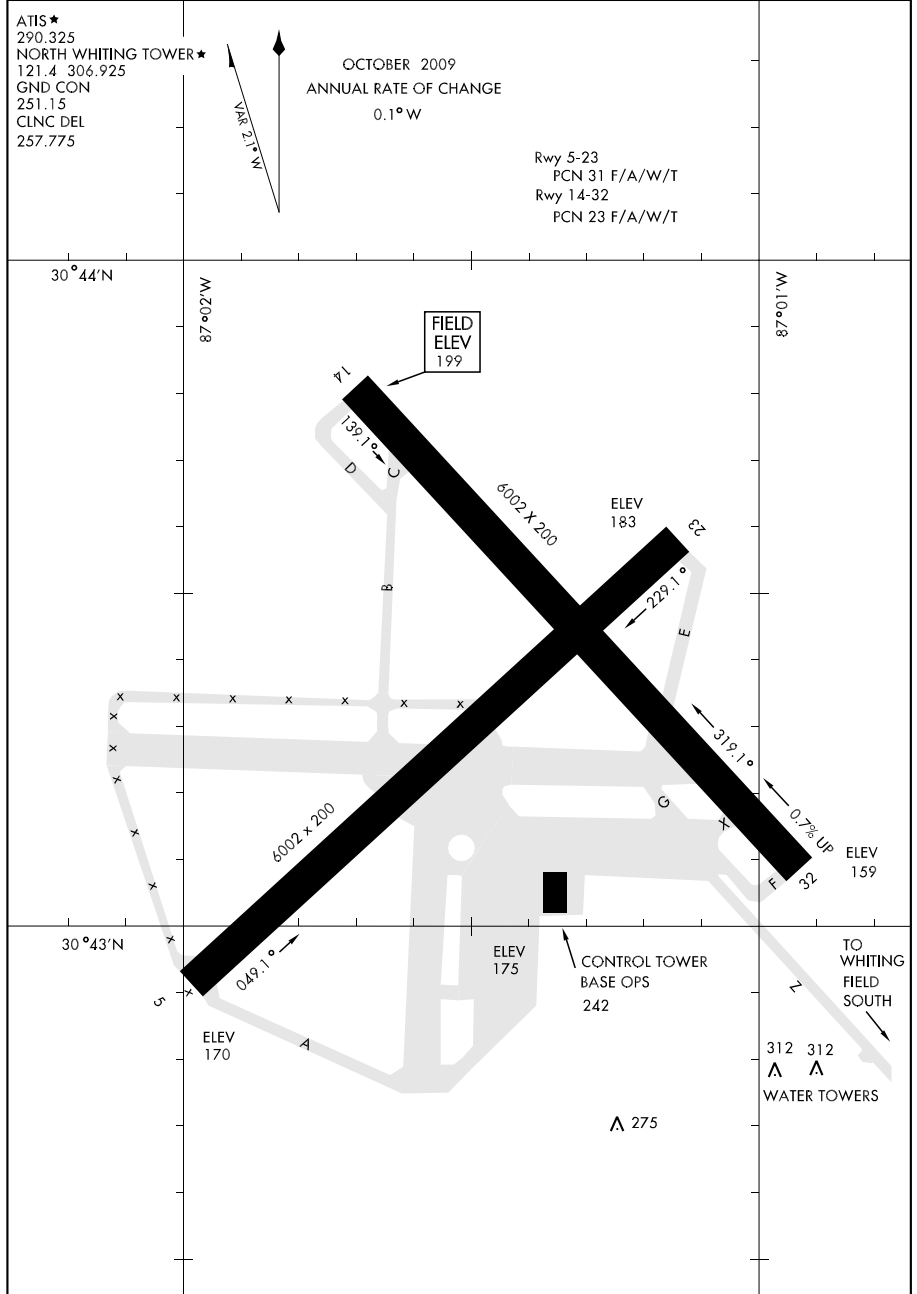 ATIS★
290.325
NORTH WHITING TOWER★
121.4 306.925
GND CON
251.15
CLNC DEL
257.775
VAR 2.1° W
OCTOBER 2009
ANNUAL RATE OF CHANGE
0.1° W
Rwy 5-23
PCN 31 F/A/W/T
Rwy 14-32
PCN 23 F/A/W/T
30°44'N
87°02'W
87°01'W
FIELD
ELEV
199
14
139.1°
D
C
6002 X 200
ELEV
183
23
229.1°
B
E
x x x x x x x
x
x
x
x
x
x
x
319.1°
G
X
0.7% UP
ELEV
159
F
32
6002 x 200
30°43'N
049.1°
5
ELEV
170
A
ELEV
175
CONTROL TOWER
BASE OPS
242
Z
TO
WHITING
FIELD
SOUTH
312 312
WATER TOWERS
275